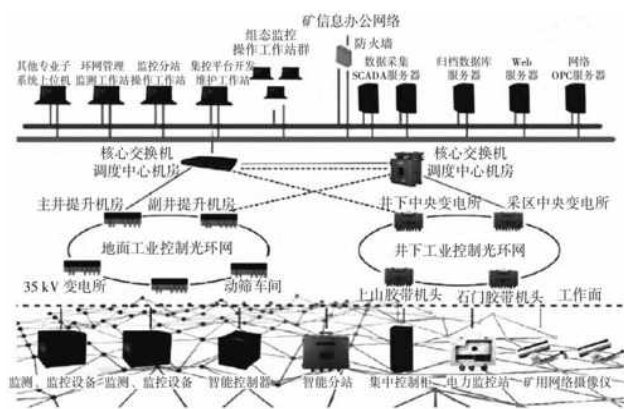 矿信息办公网络
组态监控
操作工作站群
防火墙
其他专业子
系统上位机
环网管理
监测工作站
监控分站
操作工作站
集控平台开发
维护工作站
数据采集
SCADA服务器
归档数据库
服务器
Web
服务器
网络
OPC服务器
核心交换机
调度中心机房
核心交换机
调度中心机房
主井提升机房
副井提升机房
井下中央变电所
采区中央变电所
地面工业控制光环网
井下工业控制光环网
35 kV 变电所
动筛车间
上山胶带机头
石门胶带机头
工作面
监测、监控设备
监测、监控设备
智能控制器
智能分站
集中控制柜
电力监控站
矿用网络摄像仪